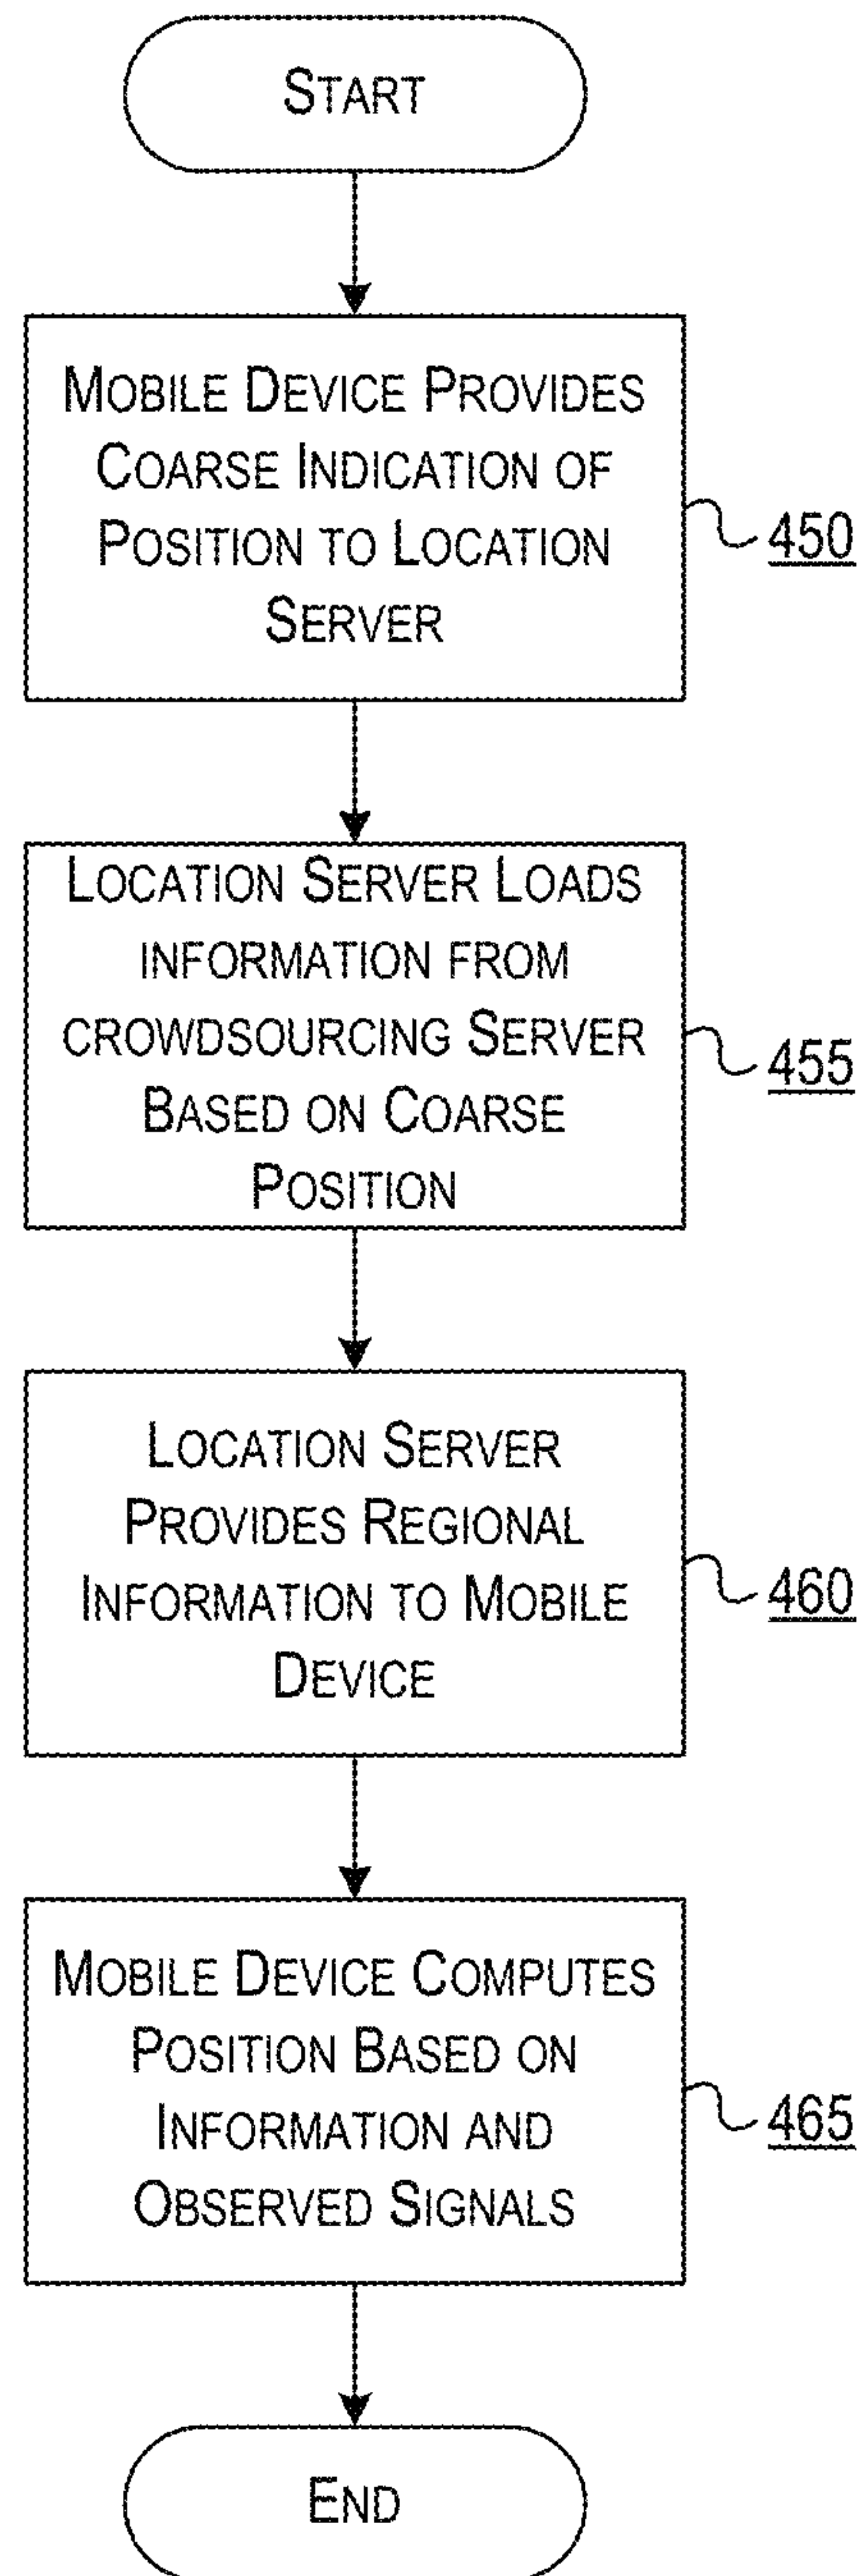 START
MOBILE DEVICE PROVIDES
COARSE INDICATION OF
POSITION TO LOCATION
SERVER
450
LOCATION SERVER LOADS
INFORMATION FROM
CROWDSOURCING SERVER
BASED ON COARSE
POSITION
455
LOCATION SERVER
PROVIDES REGIONAL
INFORMATION TO MOBILE
DEVICE
460
MOBILE DEVICE COMPUTES
POSITION BASED ON
INFORMATION AND
OBSERVED SIGNALS
465
END